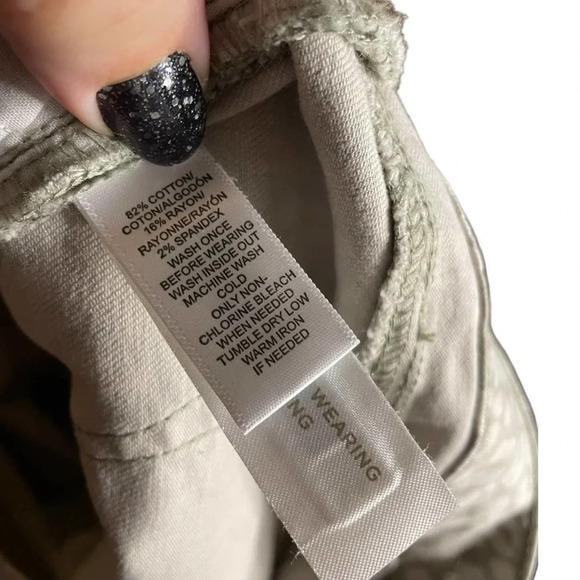 82% COTTON/
COTON/ALGODÓN
16% RAYON/
RAYONNE/RAYÓN
2% SPANDEX
WASH ONCE
BEFORE WEARING
WASH INSIDE OUT
MACHINE WASH
COLD
ONLY NON-
CHLORINE BLEACH
WHEN NEEDED
TUMBLE DRY LOW
WARM IRON
IF NEEDED
WEARING
NG